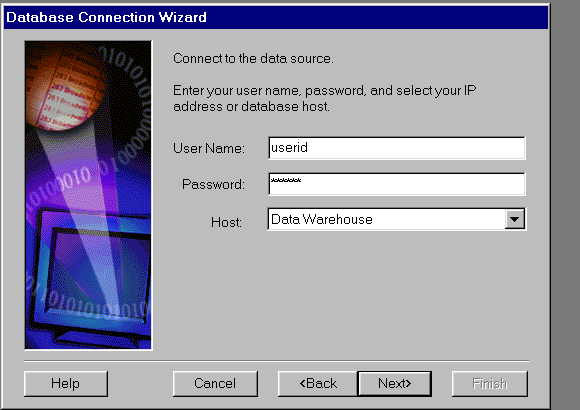 Database Connection Wizard
Connect to the data source.
Enter your user name, password, and select your IP
address or database host.
User Name: userid
Password: *******
Host: Data Warehouse
Help Cancel <Back Next> Finish